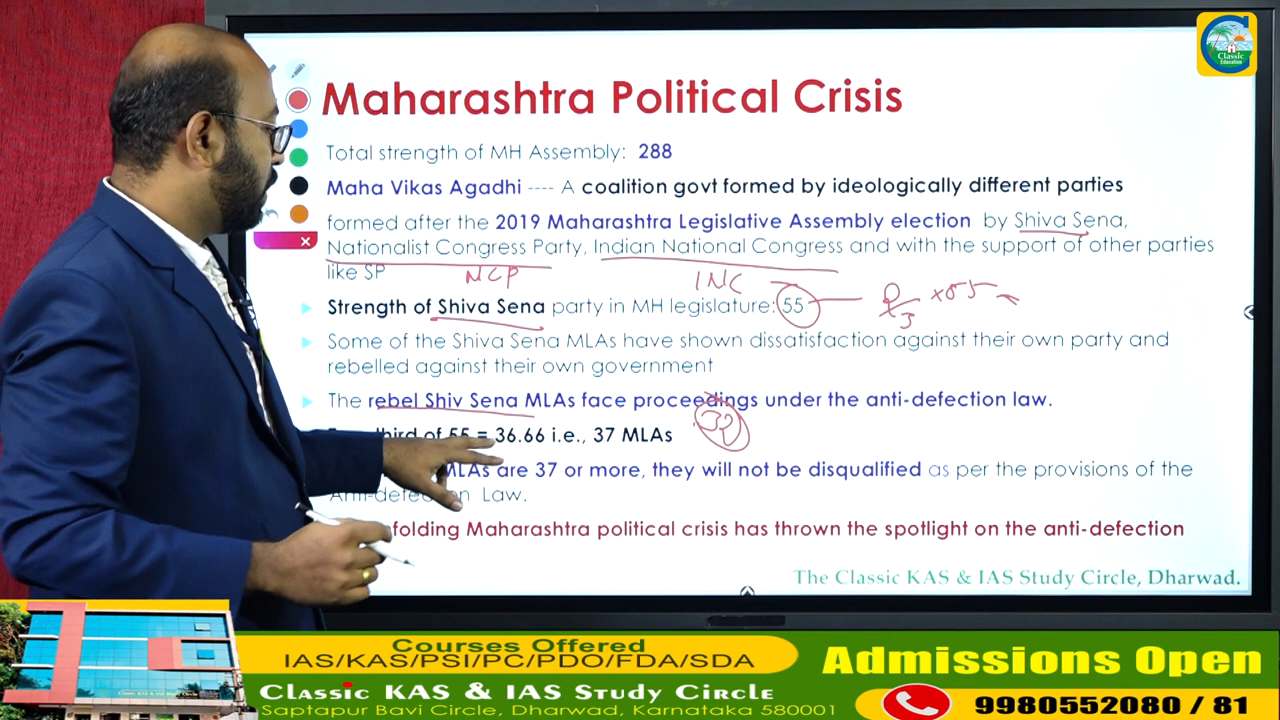 Classic
Education
Maharashtra Political Crisis
Total strength of MH Assembly: 288
Maha Vikas Agadhi ---- A coalition govt formed by ideologically different parties
formed after the 2019 Maharashtra Legislative Assembly election by Shiva Sena,
Nationalist Congress Party, Indian National Congress and with the support of other parties
like SP NCP INC
Strength of Shiva Sena party in MH legislature: 55
Some of the Shiva Sena MLAs have shown dissatisfaction against their own party and
rebelled against their own government
The rebel Shiv Sena MLAs face proceedings under the anti-defection law.
third of 55 = 36.66 i.e., 37 MLAs
MLAs are 37 or more, they will not be disqualified as per the provisions of the
Law.
folding Maharashtra political crisis has thrown the spotlight on the anti-defection
The Classic KAS & IAS Study Circle, Dharwad.
Courses Offered
IAS/KAS/PSI/PC/PDO/FDA/SDA
Classic KAS & IAS Study Circle
Saptapur Bavi Circle, Dharwad, Karnataka 580001
Admissions Open
9980552080 / 81